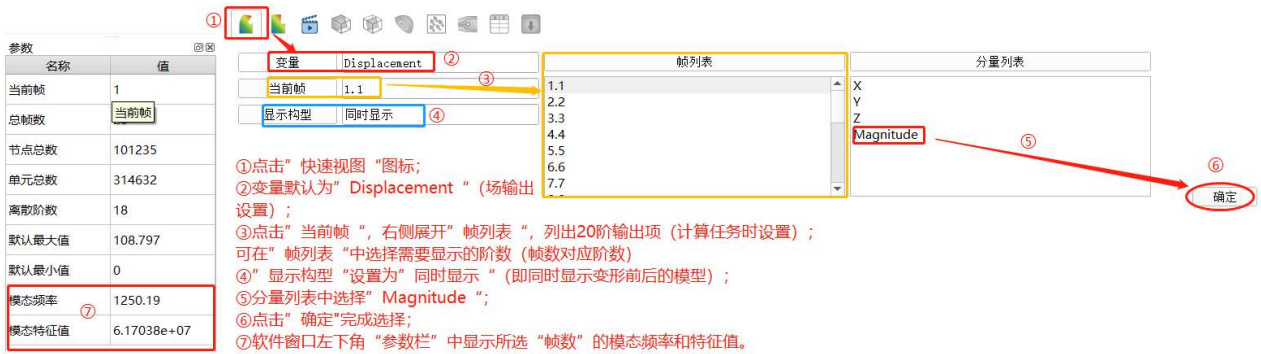 ①
参数
名称 值
当前帧 1
当前帧
总帧数
节点总数 101235
单元总数 314632
离散阶数 18
默认最大值 108.797
默认最小值 0
模态频率 1250.19
模态特征值 6.17038e+07
⑦
变量 Displacement ②
当前帧 1.1 ③
显示构型 同时显示 ④
帧列表
1.1
2.2
3.3
4.4
5.5
6.6
7.7
分量列表
X
Y
Z
Magnitude
⑤
⑥
确定
①点击”快速视图“图标；
②变量默认为”Displacement“（场输出
设置）；
③点击”当前帧“，右侧展开”帧列表“，列出20阶输出项（计算任务时设置）；
可在”帧列表“中选择需要显示的阶数（帧数对应阶数）
④”显示构型“设置为”同时显示“（即同时显示变形前后的模型）；
⑤分量列表中选择”Magnitude“；
⑥点击”确定"完成选择；
⑦软件窗口左下角“参数栏”中显示所选“帧数”的模态频率和特征值。